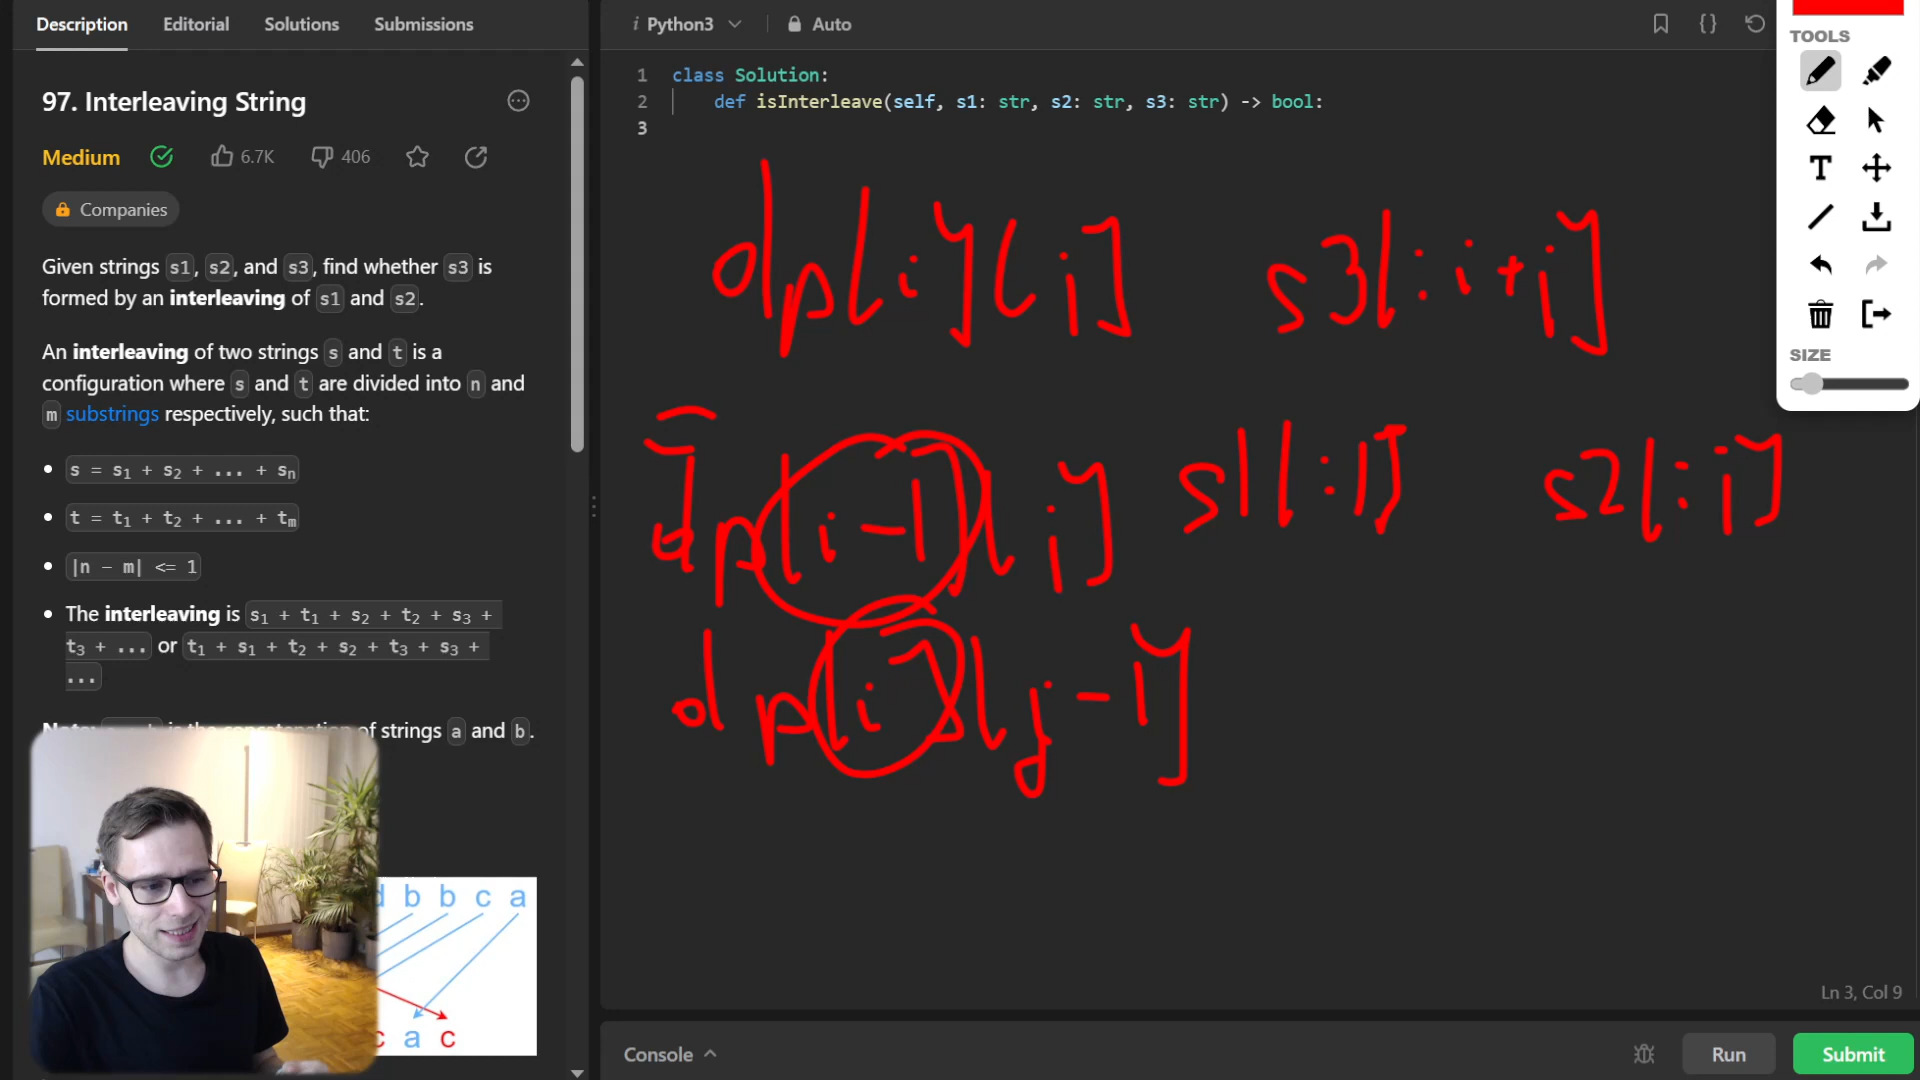 Description Editorial Solutions Submissions
97. Interleaving String
Medium 6.7K 406
Companies
Given strings s1, s2, and s3, find whether s3 is
formed by an interleaving of s1 and s2.
An interleaving of two strings s and t is a
configuration where s and t are divided into n and
m substrings respectively, such that:
s = s1 + s2 + ... + sn
t = t1 + t2 + ... + tm
|n - m| <= 1
The interleaving is s1 + t1 + s2 + t2 + s3 +
t3 + ... or t1 + s1 + t2 + s2 + t3 + s3 +
...
of strings a and b.
d b b c a
c a c
i Python3 Auto
1 class Solution:
2 def isInterleave(self, s1: str, s2: str, s3: str) -> bool:
3
dp[i][j] s3[:i+j]
dp[i-1][j] s1[:i] s2[:j]
dp[i][j-1]
TOOLS
T
SIZE
Ln 3, Col 9
Console Run Submit